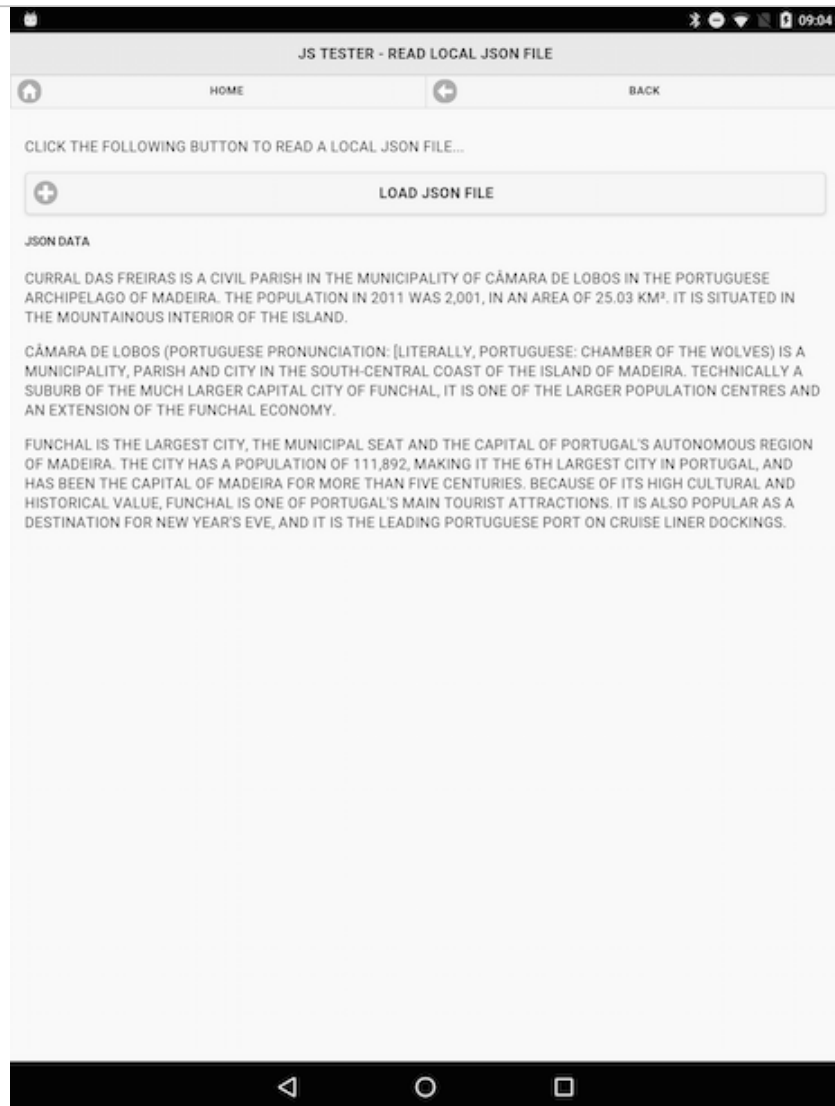 09:04
JS TESTER - READ LOCAL JSON FILE
HOME
BACK
CLICK THE FOLLOWING BUTTON TO READ A LOCAL JSON FILE...
LOAD JSON FILE
JSON DATA
CURRAL DAS FREIRAS IS A CIVIL PARISH IN THE MUNICIPALITY OF CÂMARA DE LOBOS IN THE PORTUGUESE
ARCHIPELAGO OF MADEIRA. THE POPULATION IN 2011 WAS 2,001, IN AN AREA OF 25.03 KM². IT IS SITUATED IN
THE MOUNTAINOUS INTERIOR OF THE ISLAND.
CÂMARA DE LOBOS (PORTUGUESE PRONUNCIATION: [LITERALLY, PORTUGUESE: CHAMBER OF THE WOLVES) IS A
MUNICIPALITY, PARISH AND CITY IN THE SOUTH-CENTRAL COAST OF THE ISLAND OF MADEIRA. TECHNICALLY A
SUBURB OF THE MUCH LARGER CAPITAL CITY OF FUNCHAL, IT IS ONE OF THE LARGER POPULATION CENTRES AND
AN EXTENSION OF THE FUNCHAL ECONOMY.
FUNCHAL IS THE LARGEST CITY, THE MUNICIPAL SEAT AND THE CAPITAL OF PORTUGAL'S AUTONOMOUS REGION
OF MADEIRA. THE CITY HAS A POPULATION OF 111,892, MAKING IT THE 6TH LARGEST CITY IN PORTUGAL, AND
HAS BEEN THE CAPITAL OF MADEIRA FOR MORE THAN FIVE CENTURIES. BECAUSE OF ITS HIGH CULTURAL AND
HISTORICAL VALUE, FUNCHAL IS ONE OF PORTUGAL'S MAIN TOURIST ATTRACTIONS. IT IS ALSO POPULAR AS A
DESTINATION FOR NEW YEAR'S EVE, AND IT IS THE LEADING PORTUGUESE PORT ON CRUISE LINER DOCKINGS.